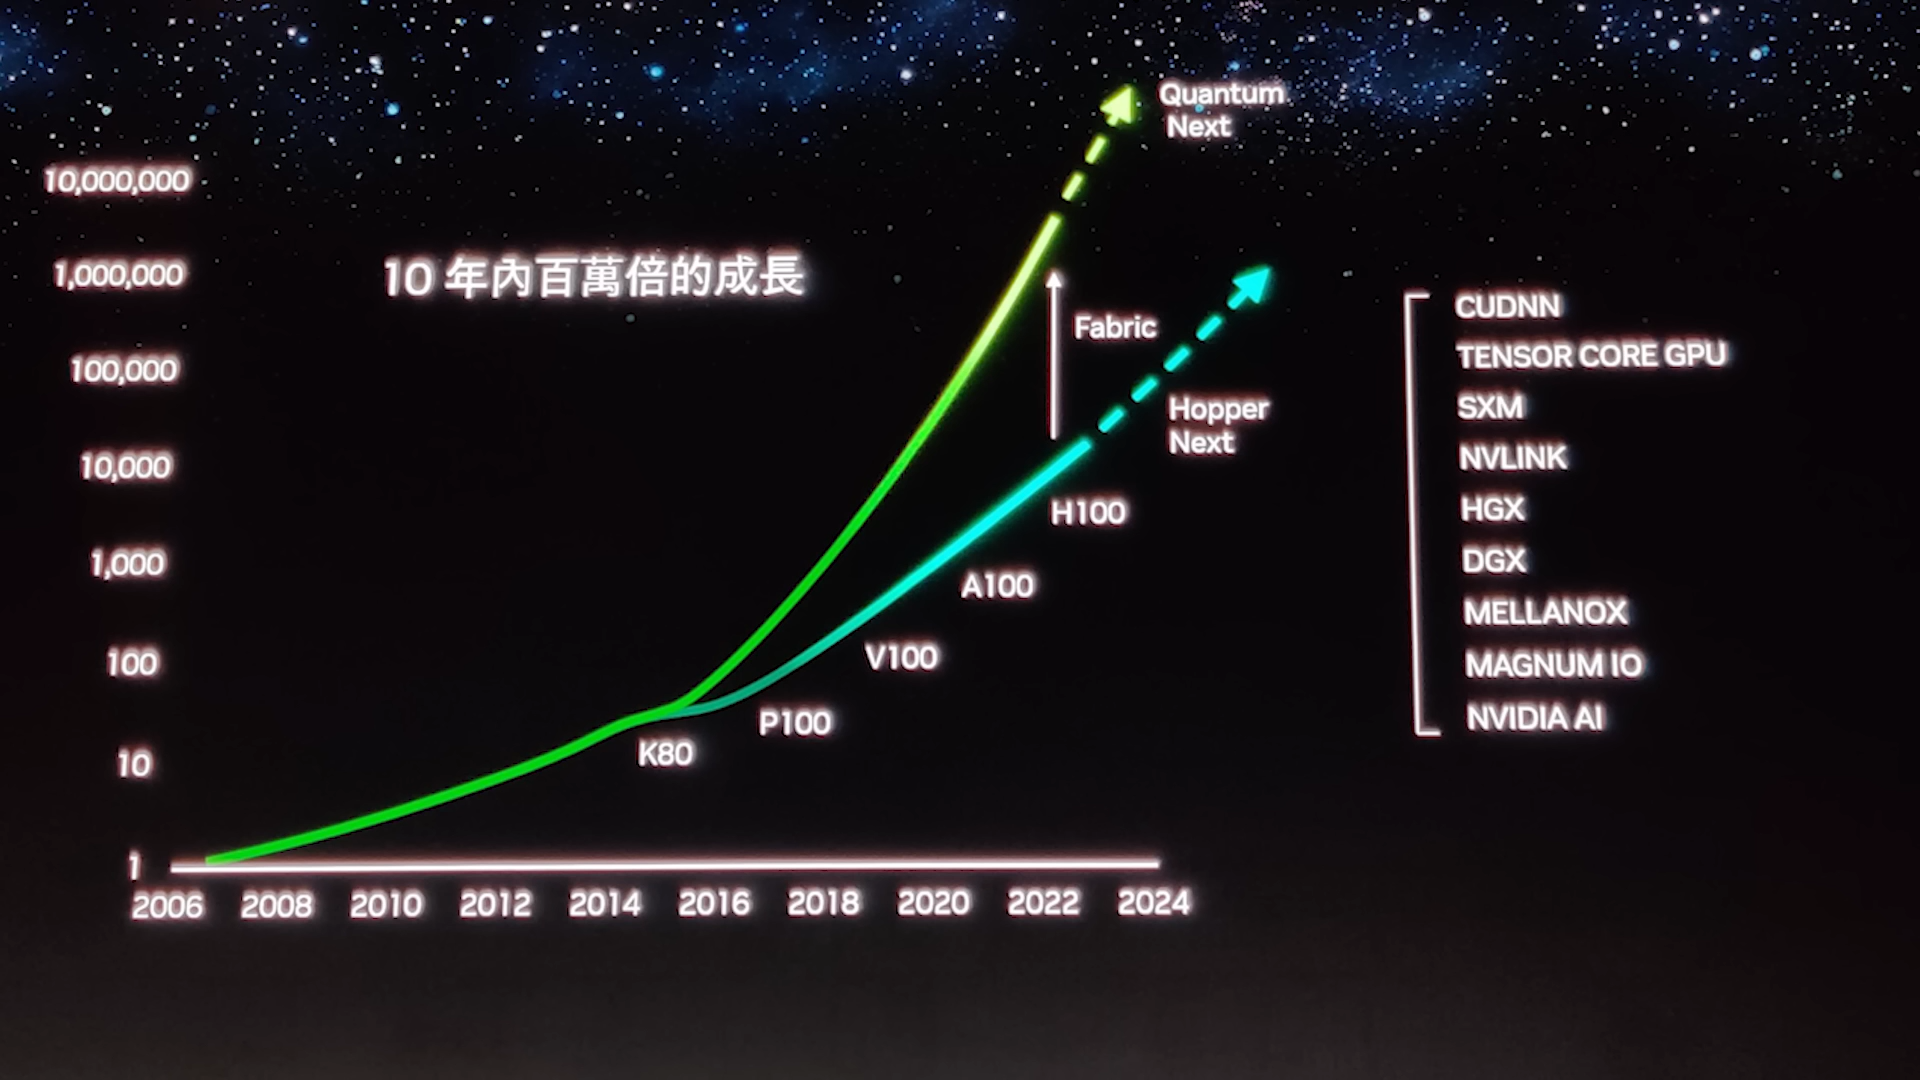 Quantum
Next
10,000,000
1,000,000
100,000
10,000
1,000
100
10
1
10 年內百萬倍的成長
Fabric
Hopper
Next
H100
A100
V100
P100
K80
2006 2008 2010 2012 2014 2016 2018 2020 2022 2024
CUDNN
TENSOR CORE GPU
SXM
NVLINK
HGX
DGX
MELLANOX
MAGNUM IO
NVIDIA AI